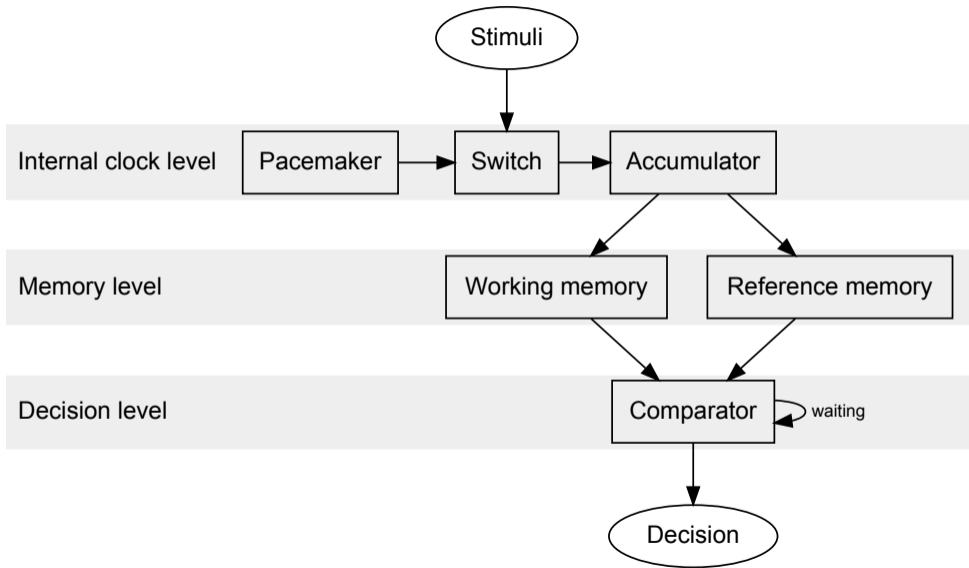 Stimuli
Internal clock level
Pacemaker
Switch
Accumulator
Memory level
Working memory
Reference memory
Decision level
Comparator
waiting
Decision